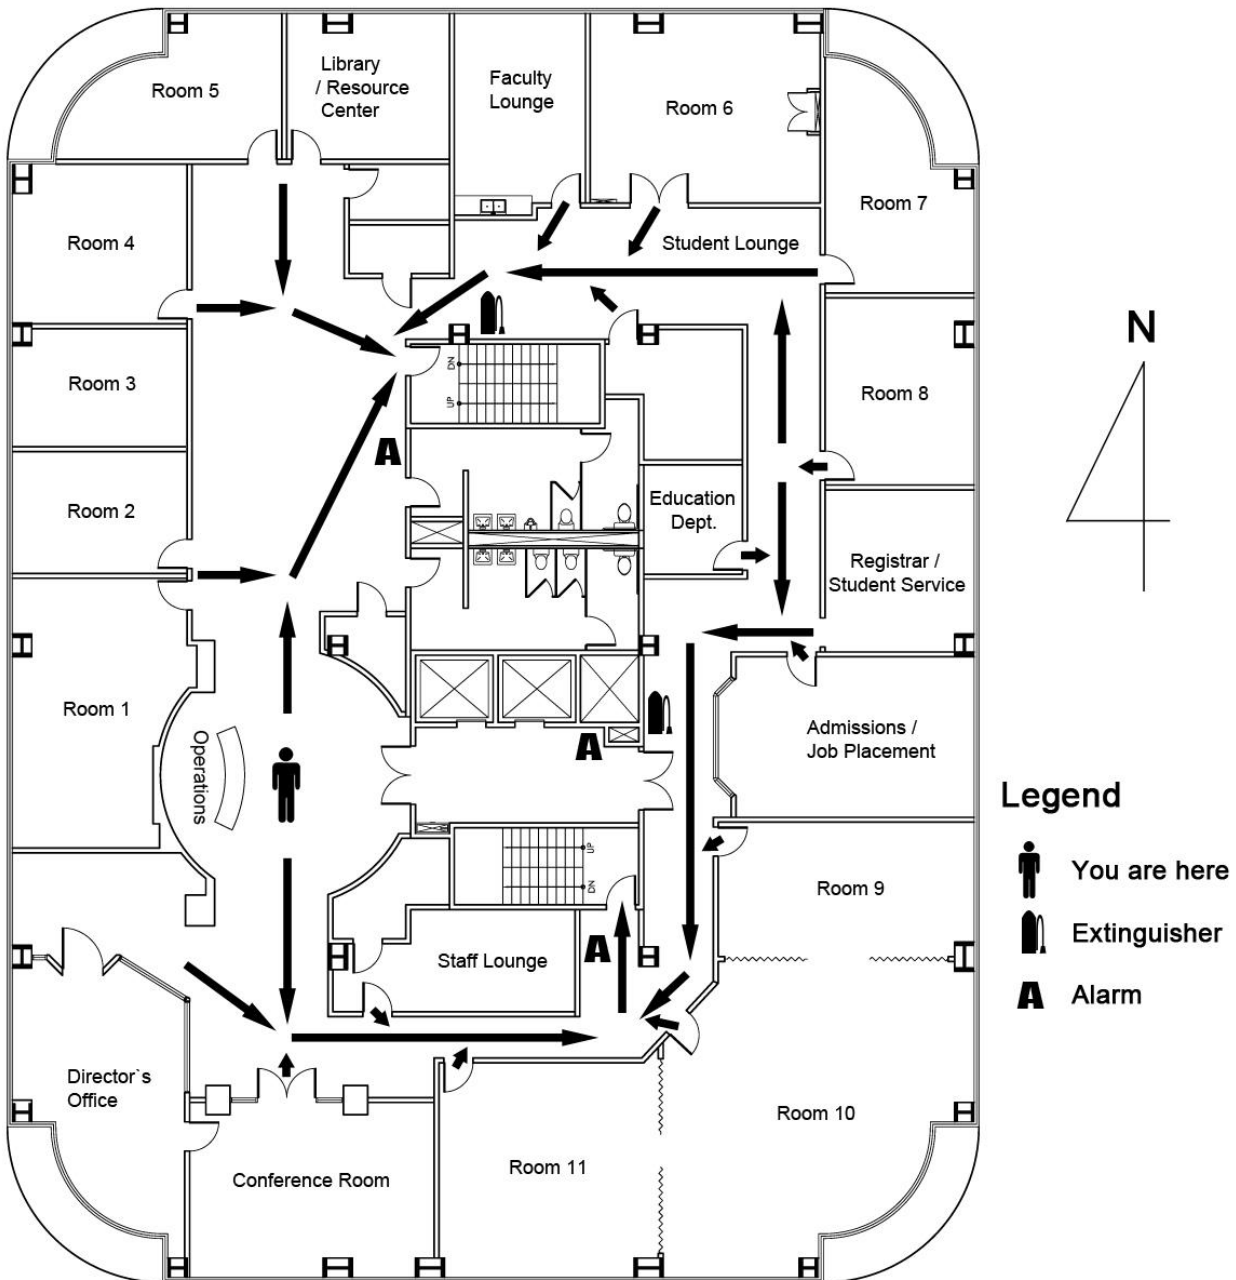 Room 5
Library
/ Resource
Center
Faculty
Lounge
Room 6
Room 7
Room 4
Student Lounge
N
DN
UP
Room 3
Room 8
Room 2
Education
Dept.
Registrar /
Student Service
Room 1
Operations
A
A
Admissions /
Job Placement
UP
DN
Room 9
A
Staff Lounge
Director`s
Office
Room 10
Room 11
Conference Room
Legend
You are here
Extinguisher
A Alarm